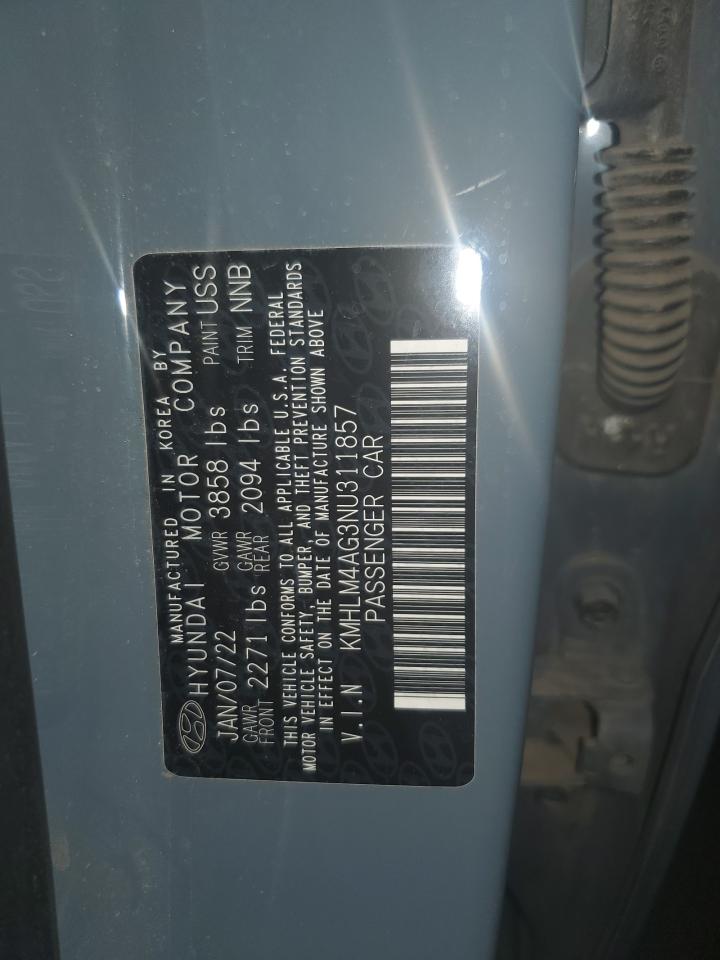 MANUFACTURED IN KOREA BY
HYUNDAI MOTOR COMPANY
JAN/07/22 GVWR 3858 lbs PAINT USS
GAWR FRONT 2271 lbs GAWR REAR 2094 lbs TRIM NNB
THIS VEHICLE CONFORMS TO ALL APPLICABLE U.S.A. FEDERAL
MOTOR VEHICLE SAFETY, BUMPER, AND THEFT PREVENTION STANDARDS
IN EFFECT ON THE DATE OF MANUFACTURE SHOWN ABOVE
V.I.N KMHLM4AG3NU311857
PASSENGER CAR